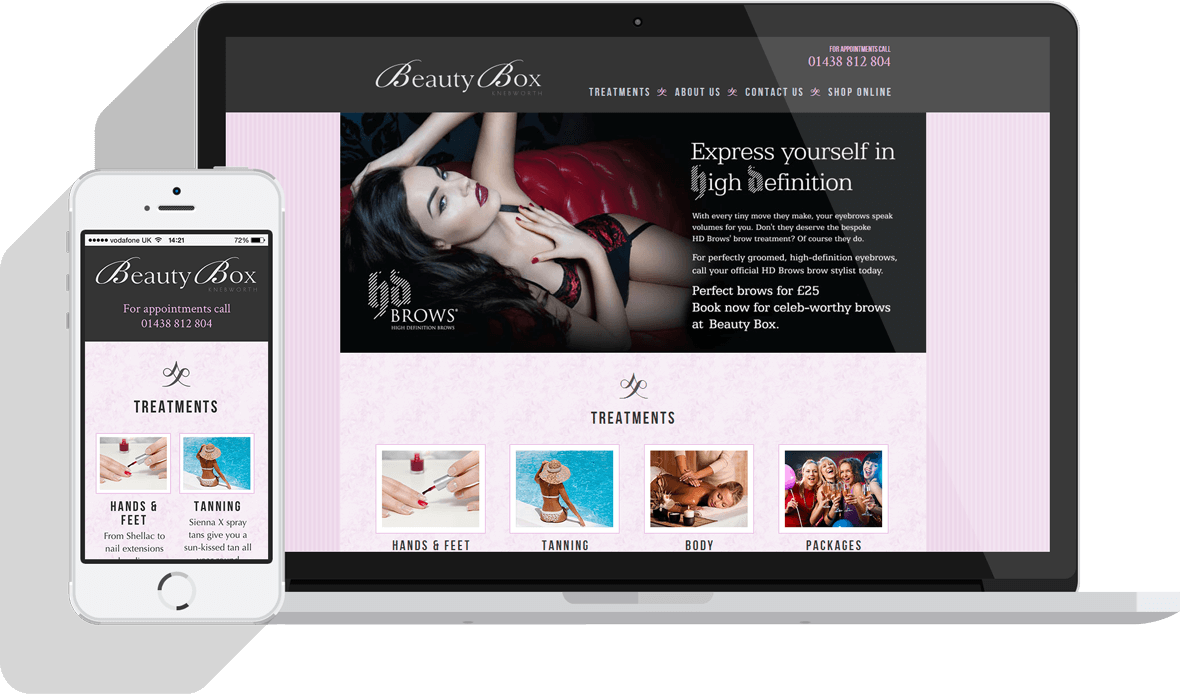 FOR APPOINTMENTS CALL
01438 812 804
Beauty Box
KNEBWORTH
TREATMENTS ABOUT US CONTACT US SHOP ONLINE
Express yourself in
High Definition
With every tiny move they make, your eyebrows speak
volumes for you. Don't they deserve the bespoke
HD Brows' brow treatment? Of course they do.
For perfectly groomed, high-definition eyebrows,
call your official HD Brows brow stylist today.
Perfect brows for £25
Book now for celeb-worthy brows
at Beauty Box.
hd
BROWS®
HIGH DEFINITION BROWS
TREATMENTS
HANDS & FEET
TANNING
BODY
PACKAGES
vodafone UK 14:21 72%
Beauty Box
KNEBWORTH
For appointments call
01438 812 804
TREATMENTS
HANDS &
FEET
From Shellac to
nail extensions
TANNING
Sienna X spray
tans give you a
sun-kissed tan all